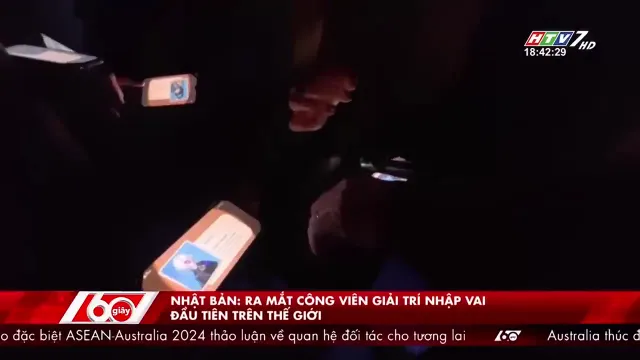 HTV7 HD
18:42:29
60 giây
NHẬT BẢN: RA MẮT CÔNG VIÊN GIẢI TRÍ NHẬP VAI
ĐẦU TIÊN TRÊN THẾ GIỚI
o đặc biệt ASEAN-Australia 2024 thảo luận về quan hệ đối tác cho tương lai 60 giây Australia thúc đ